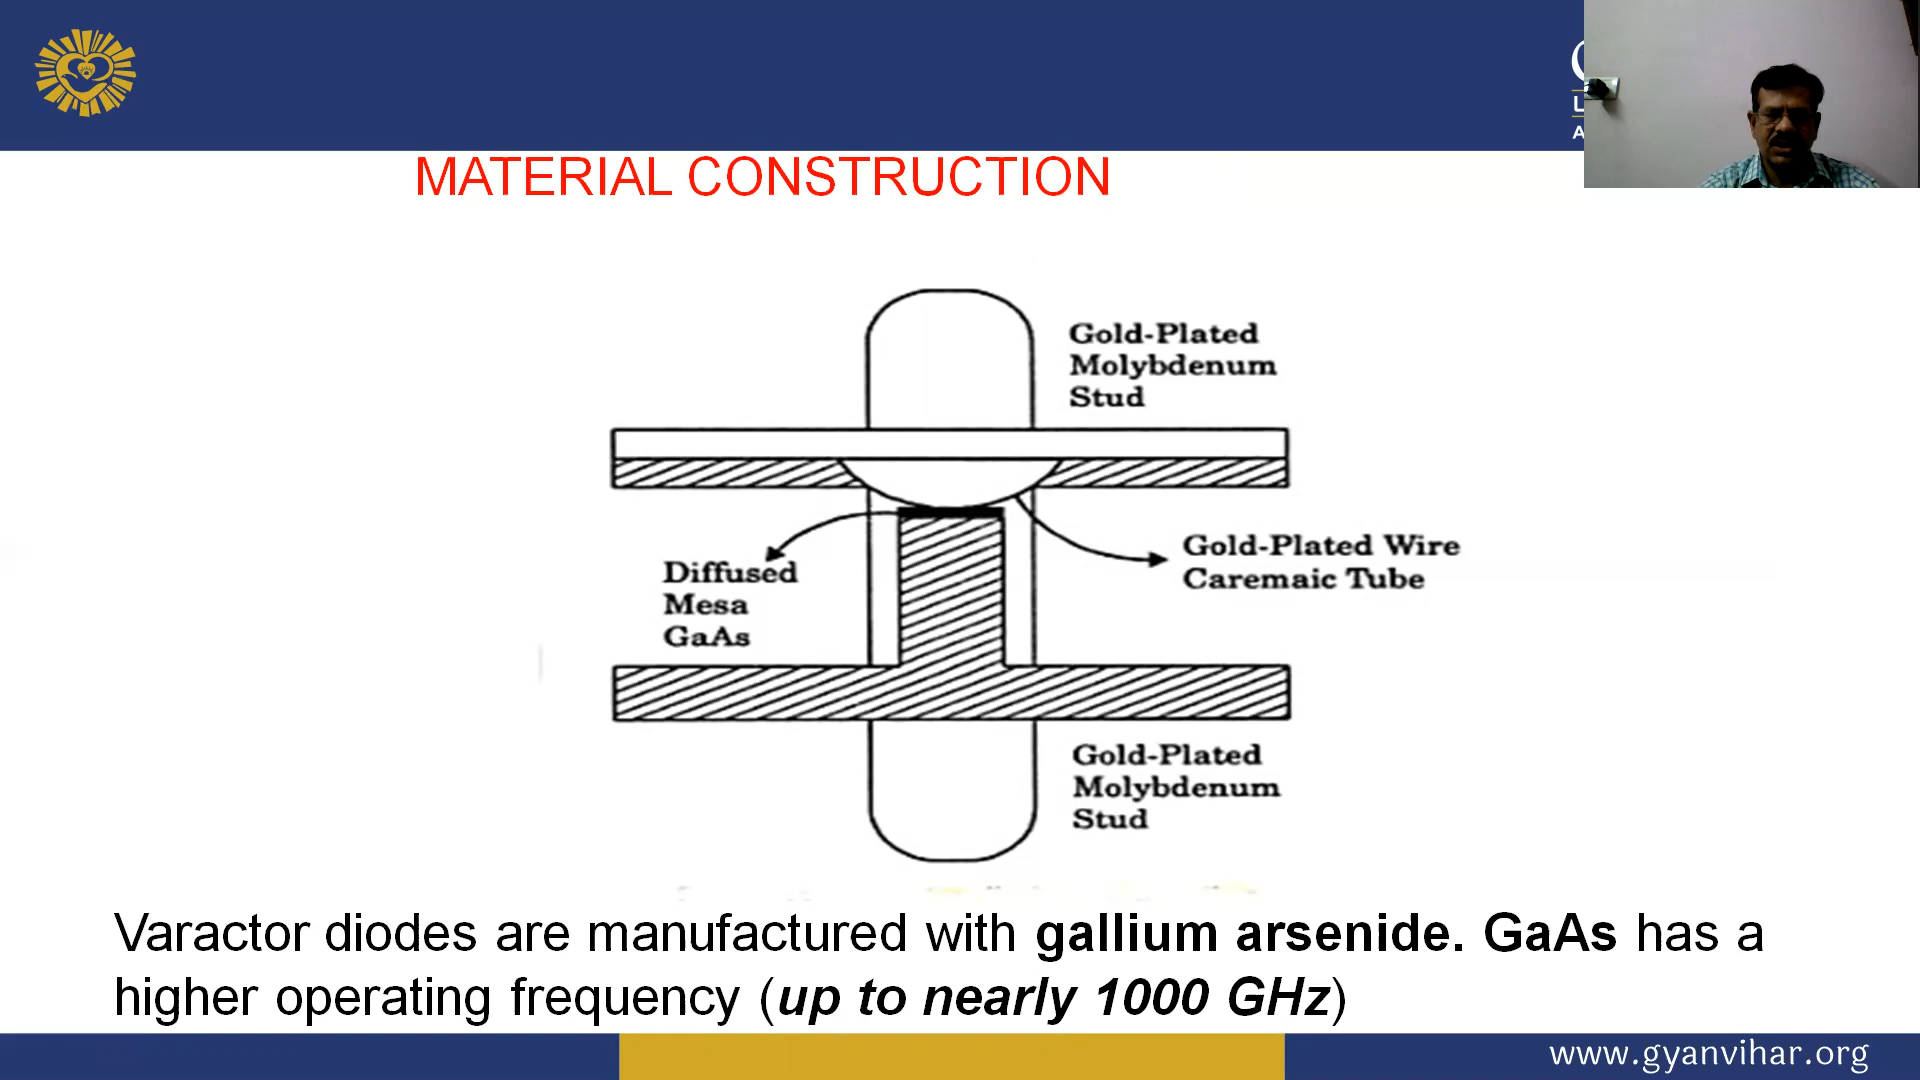 MATERIAL CONSTRUCTION
Gold-Plated
Molybdenum
Stud
Gold-Plated Wire
Caremaic Tube
Diffused
Mesa
GaAs
Gold-Plated
Molybdenum
Stud
Varactor diodes are manufactured with gallium arsenide. GaAs has a
higher operating frequency (up to nearly 1000 GHz)
www.gyanvihar.org